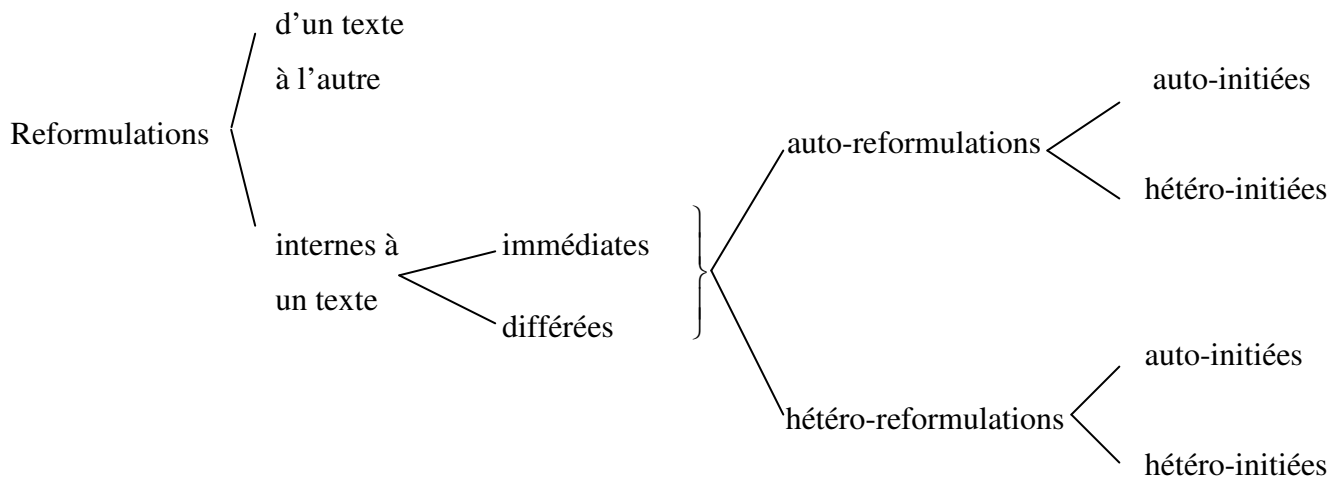 d’un texte
à l’autre
Reformulations
internes à
un texte
immédiates
différées
auto-reformulations
auto-initiées
hétéro-initiées
hétéro-reformulations
auto-initiées
hétéro-initiées